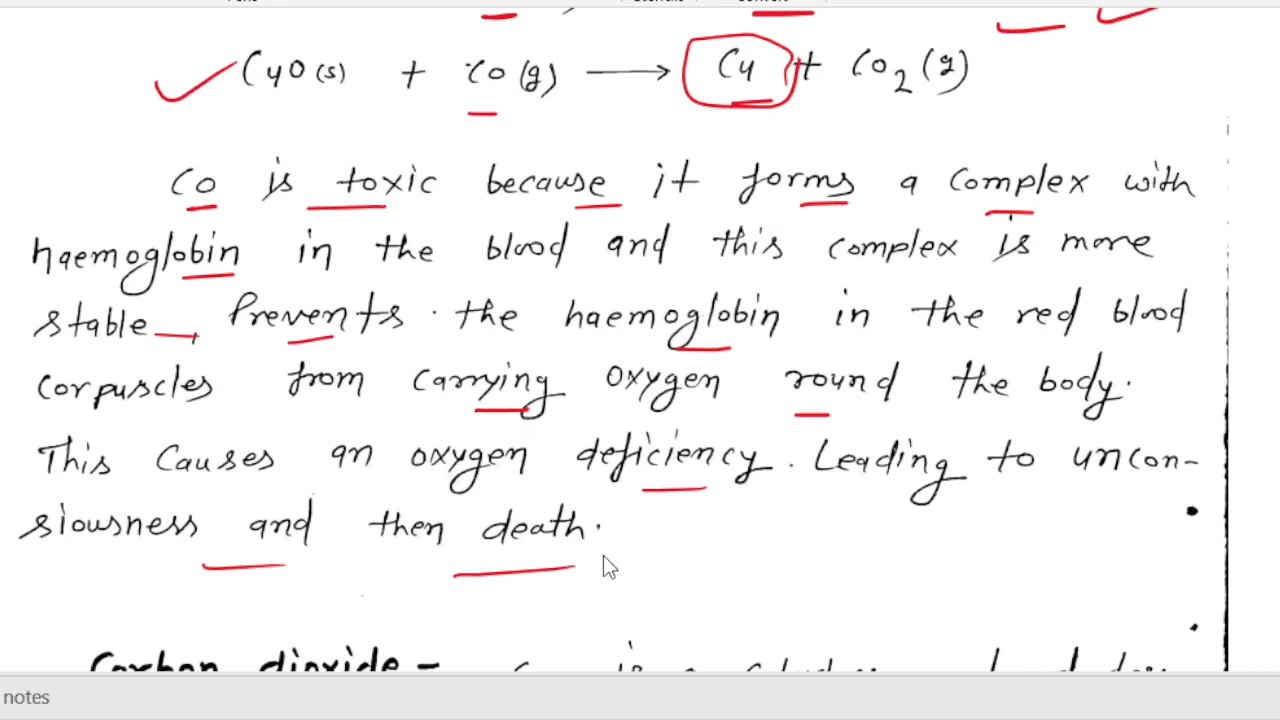 CuO(s) + CO(g) ⟶ Cu + CO2(g)
CO is toxic because it forms a complex with
haemoglobin in the blood and this complex is more
stable, Prevents the haemoglobin in the red blood
corpuscles from carrying oxygen round the body.
This causes an oxygen deficiency. Leading to uncon-
siousness and then death.
Carbon dioxide -
notes